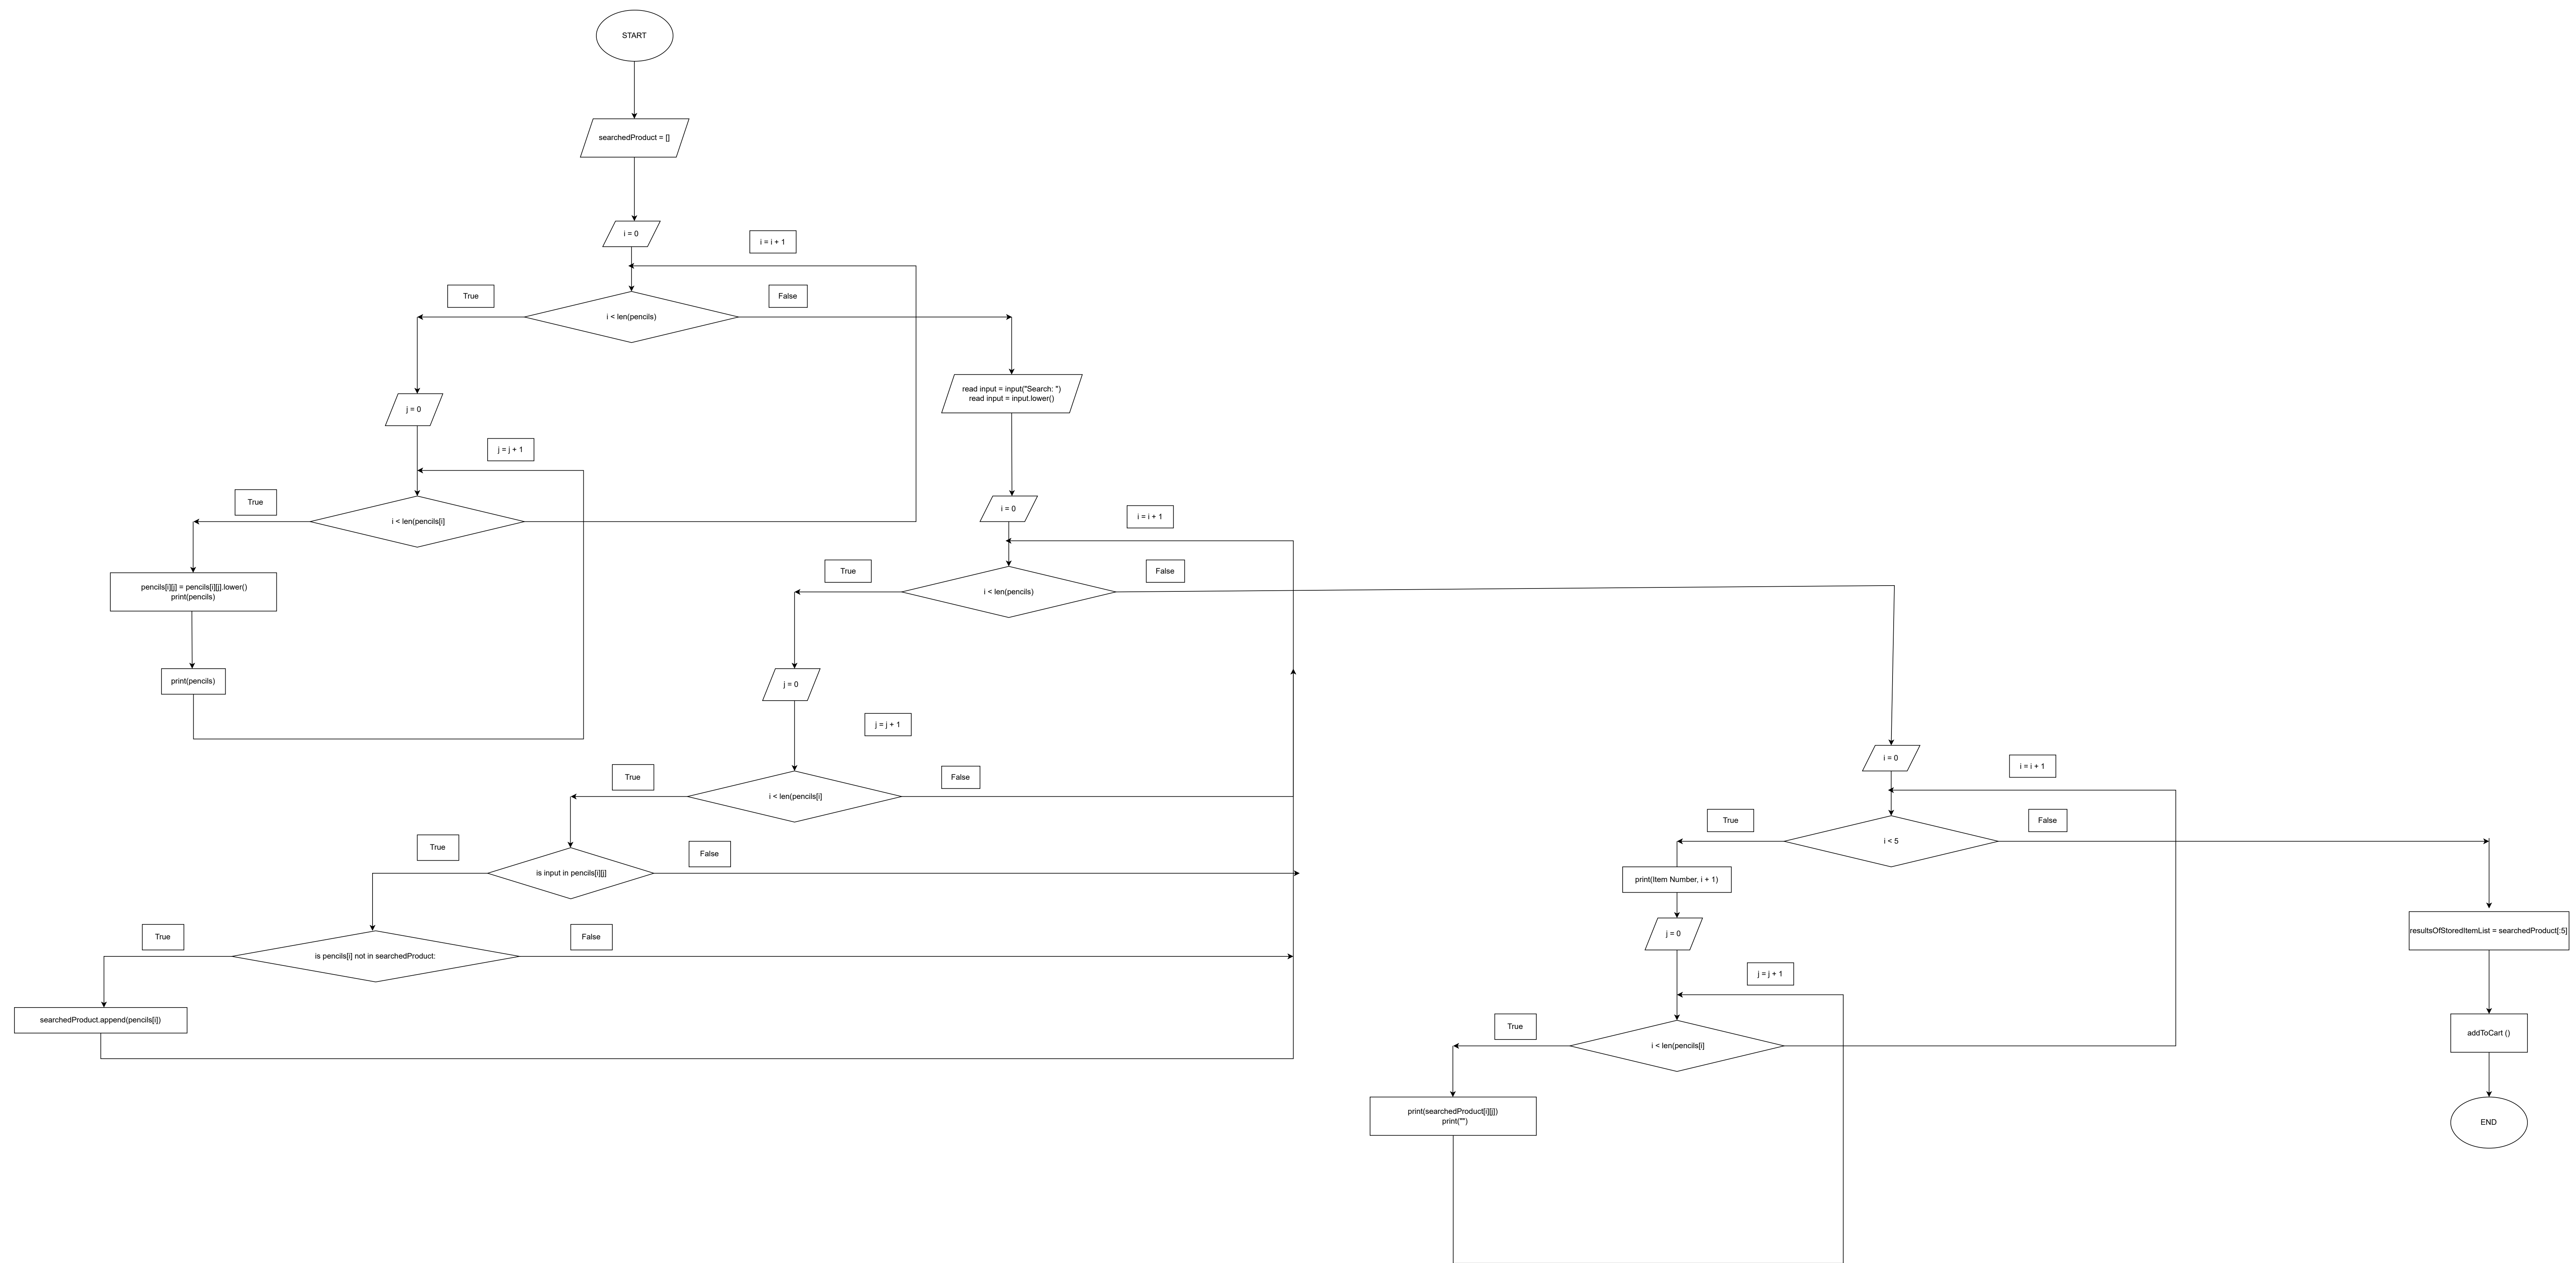 START
searchedProduct = []
i = 0
i = i + 1
True
False
i < len(pencils)
read input = input("Search: ")
read input = input.lower()
j = 0
j = j + 1
True
i < len(pencils[i]
pencils[i][j] = pencils[i][j].lower()
print(pencils)
print(pencils)
i = 0
i = i + 1
True
False
i < len(pencils)
j = 0
j = j + 1
True
False
i < len(pencils[i]
True
False
is input in pencils[i][j]
True
False
is pencils[i] not in searchedProduct:
searchedProduct.append(pencils[i])
i = 0
i = i + 1
True
False
i < 5
print(Item Number, i + 1)
j = 0
j = j + 1
True
i < len(pencils[i]
print(searchedProduct[i][j])
print("")
resultsOfStoredItemList = searchedProduct[:5]
addToCart ()
END